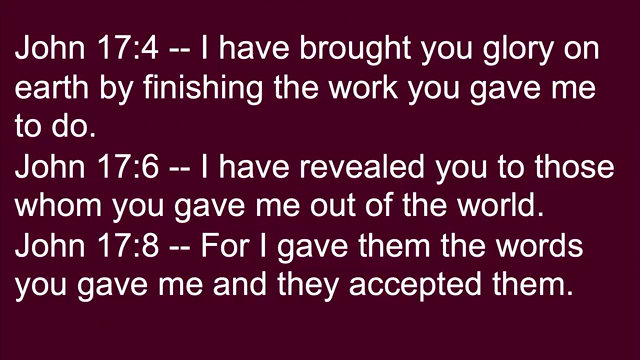 John 17:4 -- I have brought you glory on
earth by finishing the work you gave me
to do.
John 17:6 -- I have revealed you to those
whom you gave me out of the world.
John 17:8 -- For I gave them the words
you gave me and they accepted them.